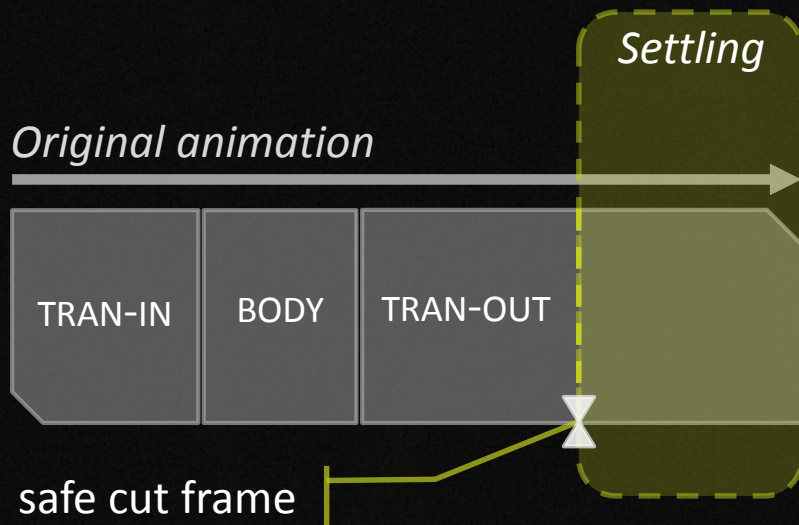 Settling
Original animation
TRAN-IN
BODY
TRAN-OUT
safe cut frame